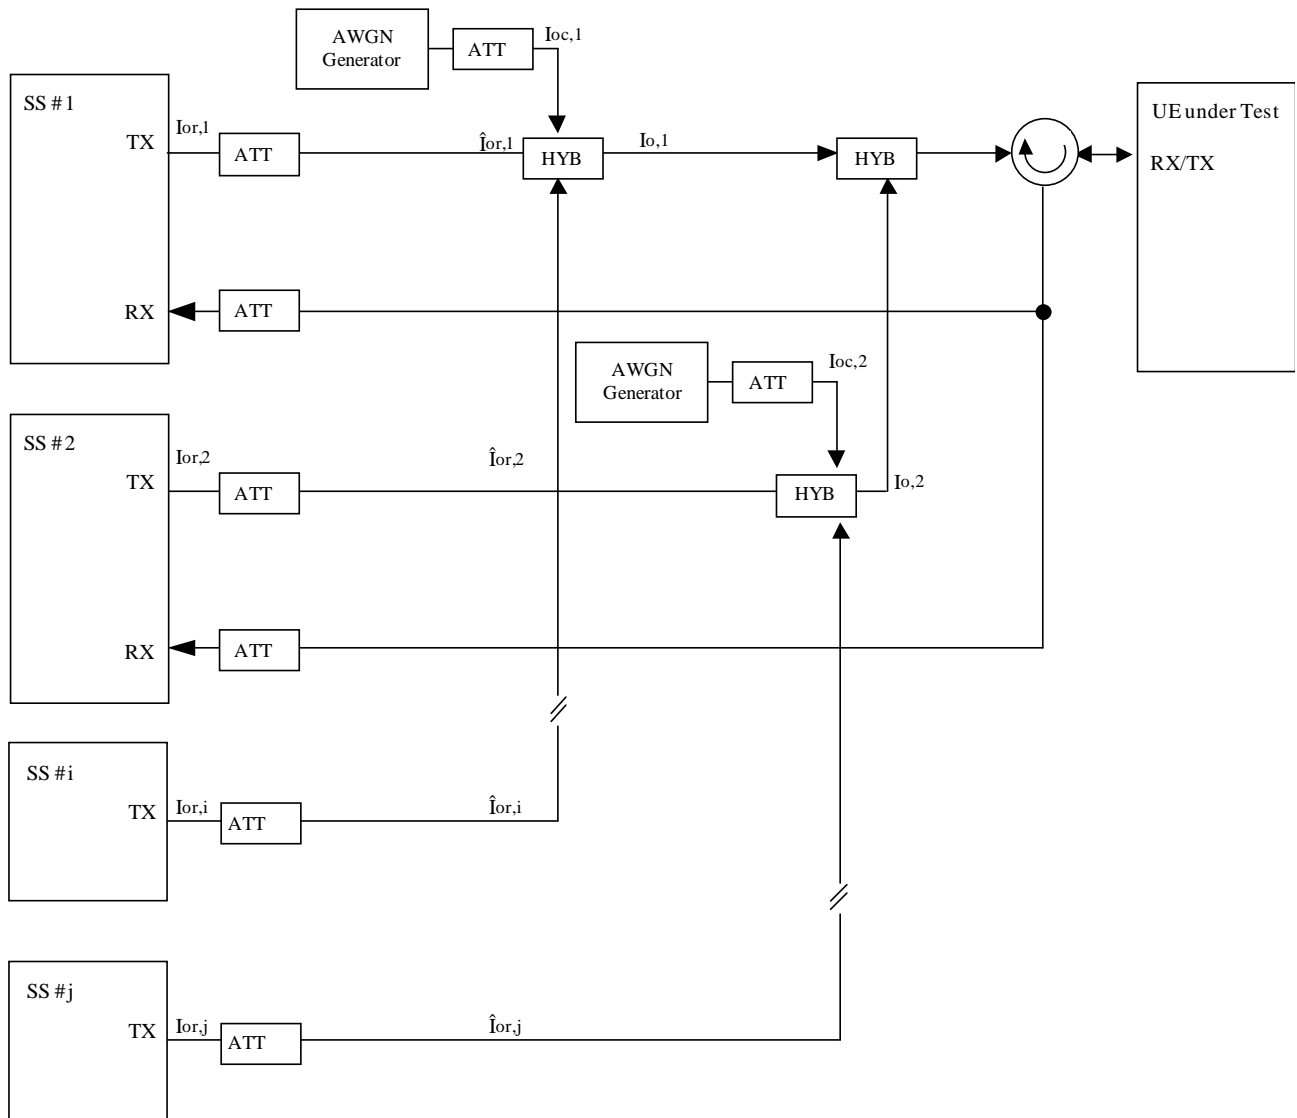 AWGN
Generator
ATT
Ioc,1
SS #1
TX
Ior,1
ATT
Îor,1
HYB
Io,1
HYB
UE under Test
RX/TX
RX
ATT
AWGN
Generator
ATT
Ioc,2
SS #2
TX
Ior,2
ATT
Îor,2
HYB
Io,2
RX
ATT
SS #i
TX
Ior,i
ATT
Îor,i
SS #j
TX
Ior,j
ATT
Îor,j